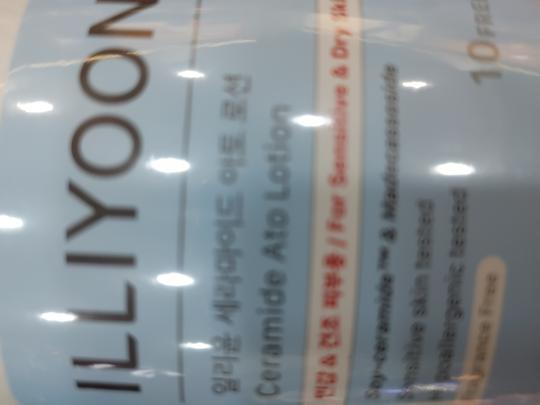 ILLIYOON
일리윤 세라마이드 아토 로션
Ceramide Ato Lotion
민감 & 건조 피부용 / For Sensitive & Dry Skin
Soy-ceramide™ & Madecassoside
Sensitive skin tested
Hypoallergenic tested
Fragrance Free
10 FREE